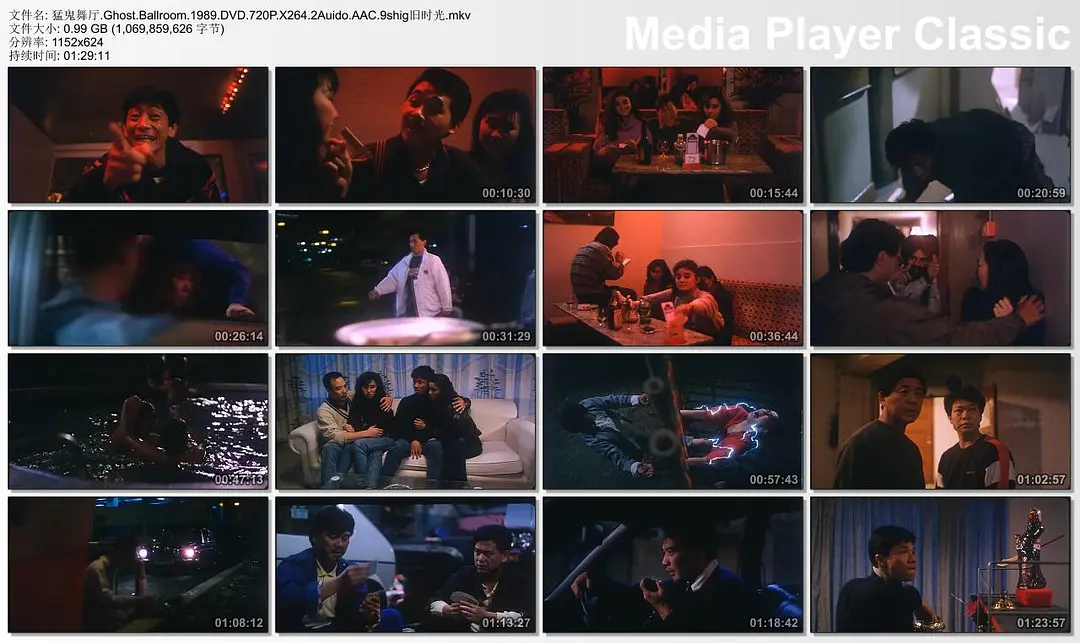 文件名: 猛鬼舞厅.Ghost.Ballroom.1989.DVD.720P.X264.2Auido.AAC.9shig旧时光.mkv
文件大小: 0.99 GB (1,069,859,626 字节)
分辨率: 1152x624
持续时间: 01:29:11
Media Player Classic
00:10:30
00:15:44
00:20:59
00:26:14
00:31:29
00:36:44
00:47:13
00:57:43
01:02:57
01:08:12
01:13:27
01:18:42
01:23:57